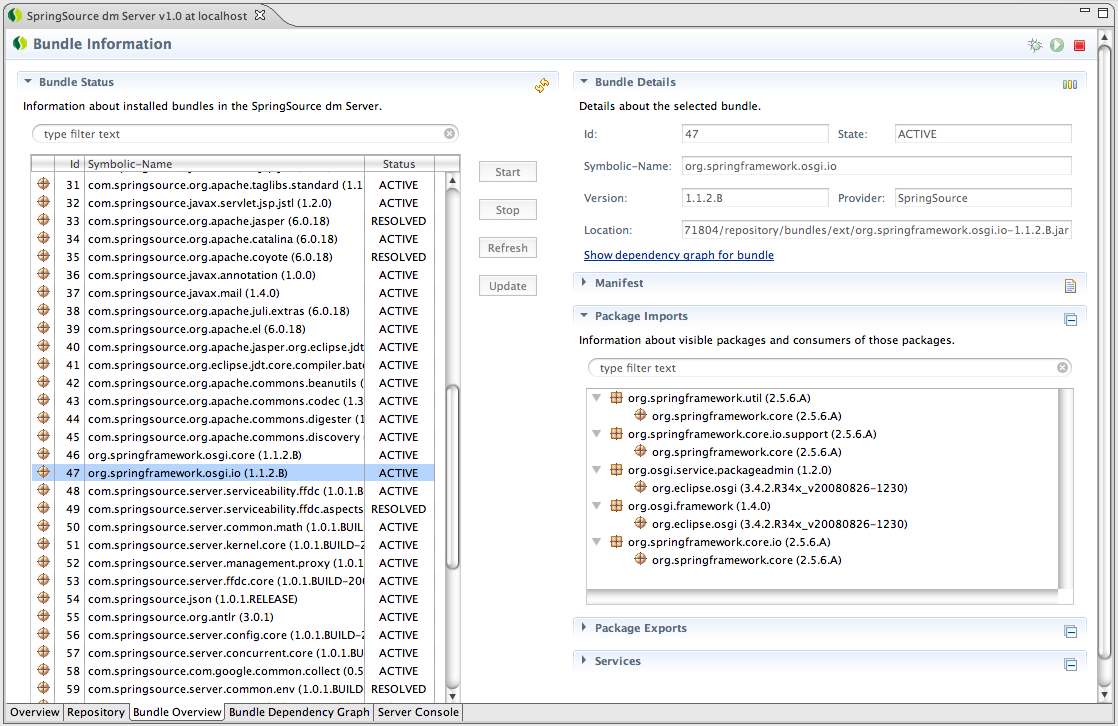 SpringSource dm Server v1.0 at localhost
Bundle Information
Bundle Status
Information about installed bundles in the SpringSource dm Server.
type filter text
Id Symbolic-Name Status
31 com.springsource.org.apache.taglibs.standard (1.1 ACTIVE
32 com.springsource.javax.servlet.jsp.jstl (1.2.0) ACTIVE
33 com.springsource.org.apache.jasper (6.0.18) RESOLVED
34 com.springsource.org.apache.catalina (6.0.18) ACTIVE
35 com.springsource.org.apache.coyote (6.0.18) RESOLVED
36 com.springsource.javax.annotation (1.0.0) ACTIVE
37 com.springsource.javax.mail (1.4.0) ACTIVE
38 com.springsource.org.apache.juli.extras (6.0.18) ACTIVE
39 com.springsource.org.apache.el (6.0.18) ACTIVE
40 com.springsource.org.apache.jasper.org.eclipse.jdt ACTIVE
41 com.springsource.org.eclipse.jdt.core.compiler.bat ACTIVE
42 com.springsource.org.apache.commons.beanutils ( ACTIVE
43 com.springsource.org.apache.commons.codec (1.3 ACTIVE
44 com.springsource.org.apache.commons.digester (1 ACTIVE
45 com.springsource.org.apache.commons.discovery ACTIVE
46 org.springframework.osgi.core (1.1.2.B) ACTIVE
47 org.springframework.osgi.io (1.1.2.B) ACTIVE
48 com.springsource.server.serviceability.ffdc (1.0.1.B ACTIVE
49 com.springsource.server.serviceability.ffdc.aspects RESOLVED
50 com.springsource.server.common.math (1.0.1.BUIL ACTIVE
51 com.springsource.server.kernel.core (1.0.1.BUILD-2 ACTIVE
52 com.springsource.server.management.proxy (1.0.1 ACTIVE
53 com.springsource.server.ffdc.core (1.0.1.BUILD-200 ACTIVE
54 com.springsource.json (1.0.1.RELEASE) ACTIVE
55 com.springsource.org.antlr (3.0.1) ACTIVE
56 com.springsource.server.config.core (1.0.1.BUILD-2 ACTIVE
57 com.springsource.server.concurrent.core (1.0.1.BU ACTIVE
58 com.springsource.com.google.common.collect (0.5 ACTIVE
59 com.springsource.server.common.env (1.0.1.BUILD RESOLVED
Start
Stop
Refresh
Update
Bundle Details
Details about the selected bundle.
Id: 47 State: ACTIVE
Symbolic-Name: org.springframework.osgi.io
Version: 1.1.2.B Provider: SpringSource
Location: 71804/repository/bundles/ext/org.springframework.osgi.io-1.1.2.B.jar
Show dependency graph for bundle
Manifest
Package Imports
Information about visible packages and consumers of those packages.
type filter text
org.springframework.util (2.5.6.A)
org.springframework.core (2.5.6.A)
org.springframework.core.io.support (2.5.6.A)
org.springframework.core (2.5.6.A)
org.osgi.service.packageadmin (1.2.0)
org.eclipse.osgi (3.4.2.R34x_v20080826-1230)
org.osgi.framework (1.4.0)
org.eclipse.osgi (3.4.2.R34x_v20080826-1230)
org.springframework.core.io (2.5.6.A)
org.springframework.core (2.5.6.A)
Package Exports
Services
Overview Repository Bundle Overview Bundle Dependency Graph Server Console